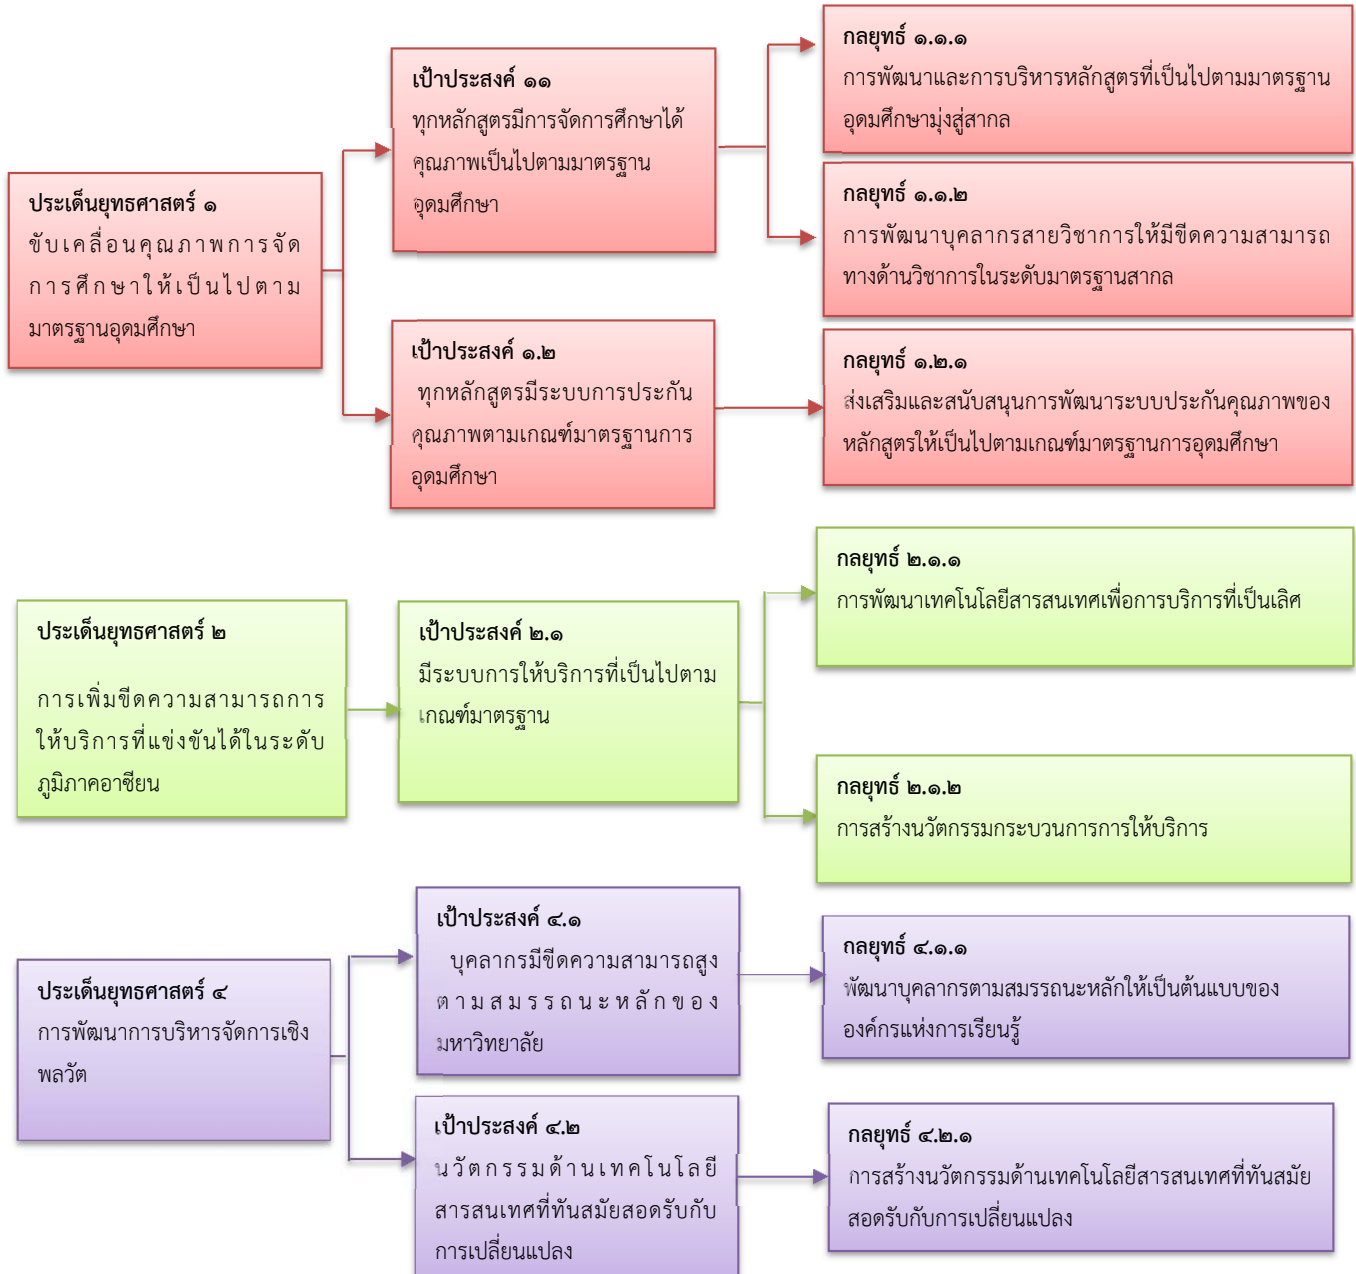 ประเด็นยุทธศาสตร์ ๑
ขับเคลื่อนคุณภาพการจัด
การศึกษาให้เป็นไปตาม
มาตรฐานอุดมศึกษา
เป้าประสงค์ ๑๑
ทุกหลักสูตรมีการจัดการศึกษาได้
คุณภาพเป็นไปตามมาตรฐาน
อุดมศึกษา
กลยุทธ์ ๑.๑.๑
การพัฒนาและการบริหารหลักสูตรที่เป็นไปตามมาตรฐาน
อุดมศึกษามุ่งสู่สากล
กลยุทธ์ ๑.๑.๒
การพัฒนาบุคลากรสายวิชาการให้มีขีดความสามารถ
ทางด้านวิชาการในระดับมาตรฐานสากล
เป้าประสงค์ ๑.๒
ทุกหลักสูตรมีระบบการประกัน
คุณภาพตามเกณฑ์มาตรฐานการ
อุดมศึกษา
กลยุทธ์ ๑.๒.๑
ส่งเสริมและสนับสนุนการพัฒนาระบบประกันคุณภาพของ
หลักสูตรให้เป็นไปตามเกณฑ์มาตรฐานการอุดมศึกษา
ประเด็นยุทธศาสตร์ ๒
การเพิ่มขีดความสามารถการ
ให้บริการที่แข่งขันได้ในระดับ
ภูมิภาคอาซียน
เป้าประสงค์ ๒.๑
มีระบบการให้บริการที่เป็นไปตาม
เกณฑ์มาตรฐาน
กลยุทธ์ ๒.๑.๑
การพัฒนาเทคโนโลยีสารสนเทศเพื่อการบริการที่เป็นเลิศ
กลยุทธ์ ๒.๑.๒
การสร้างนวัตกรรมกระบวนการการให้บริการ
ประเด็นยุทธศาสตร์ ๔
การพัฒนาการบริหารจัดการเชิง
พลวัต
เป้าประสงค์ ๔.๑
บุคลากรมีขีดความสามารถสูง
ตามสมรรถนะหลักของ
มหาวิทยาลัย
กลยุทธ์ ๔.๑.๑
พัฒนาบุคลากรตามสมรรถนะหลักให้เป็นต้นแบบของ
องค์กรแห่งการเรียนรู้
เป้าประสงค์ ๔.๒
นวัตกรรมด้านเทคโนโลยี
สารสนเทศที่ทันสมัยสอดรับกับ
การเปลี่ยนแปลง
กลยุทธ์ ๔.๒.๑
การสร้างนวัตกรรมด้านเทคโนโลยีสารสนเทศที่ทันสมัย
สอดรับกับการเปลี่ยนแปลง